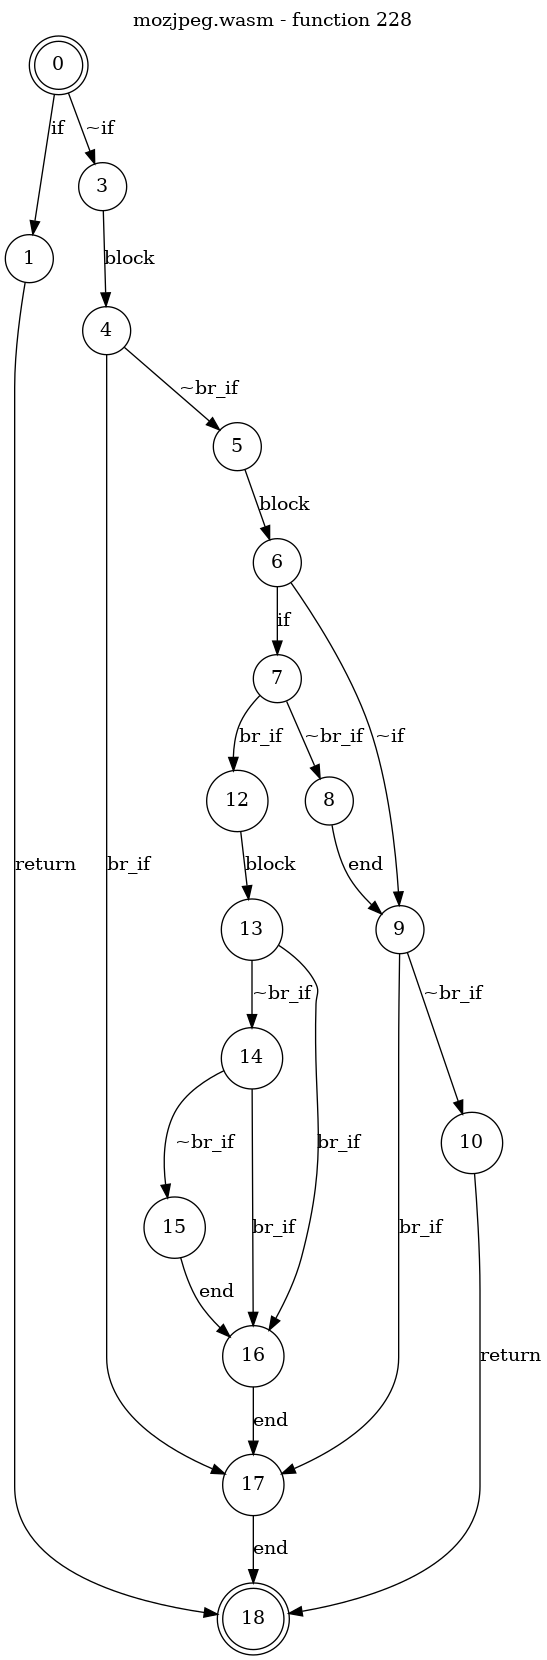 mozjpeg.wasm - function 228
0
if
~if
3
1
block
4
~br_if
5
block
6
if
7
br_if
~br_if
~if
12
8
return
br_if
block
end
13
9
~br_if
~br_if
14
~br_if
br_if
10
15
br_if
br_if
end
16
return
end
17
end
18